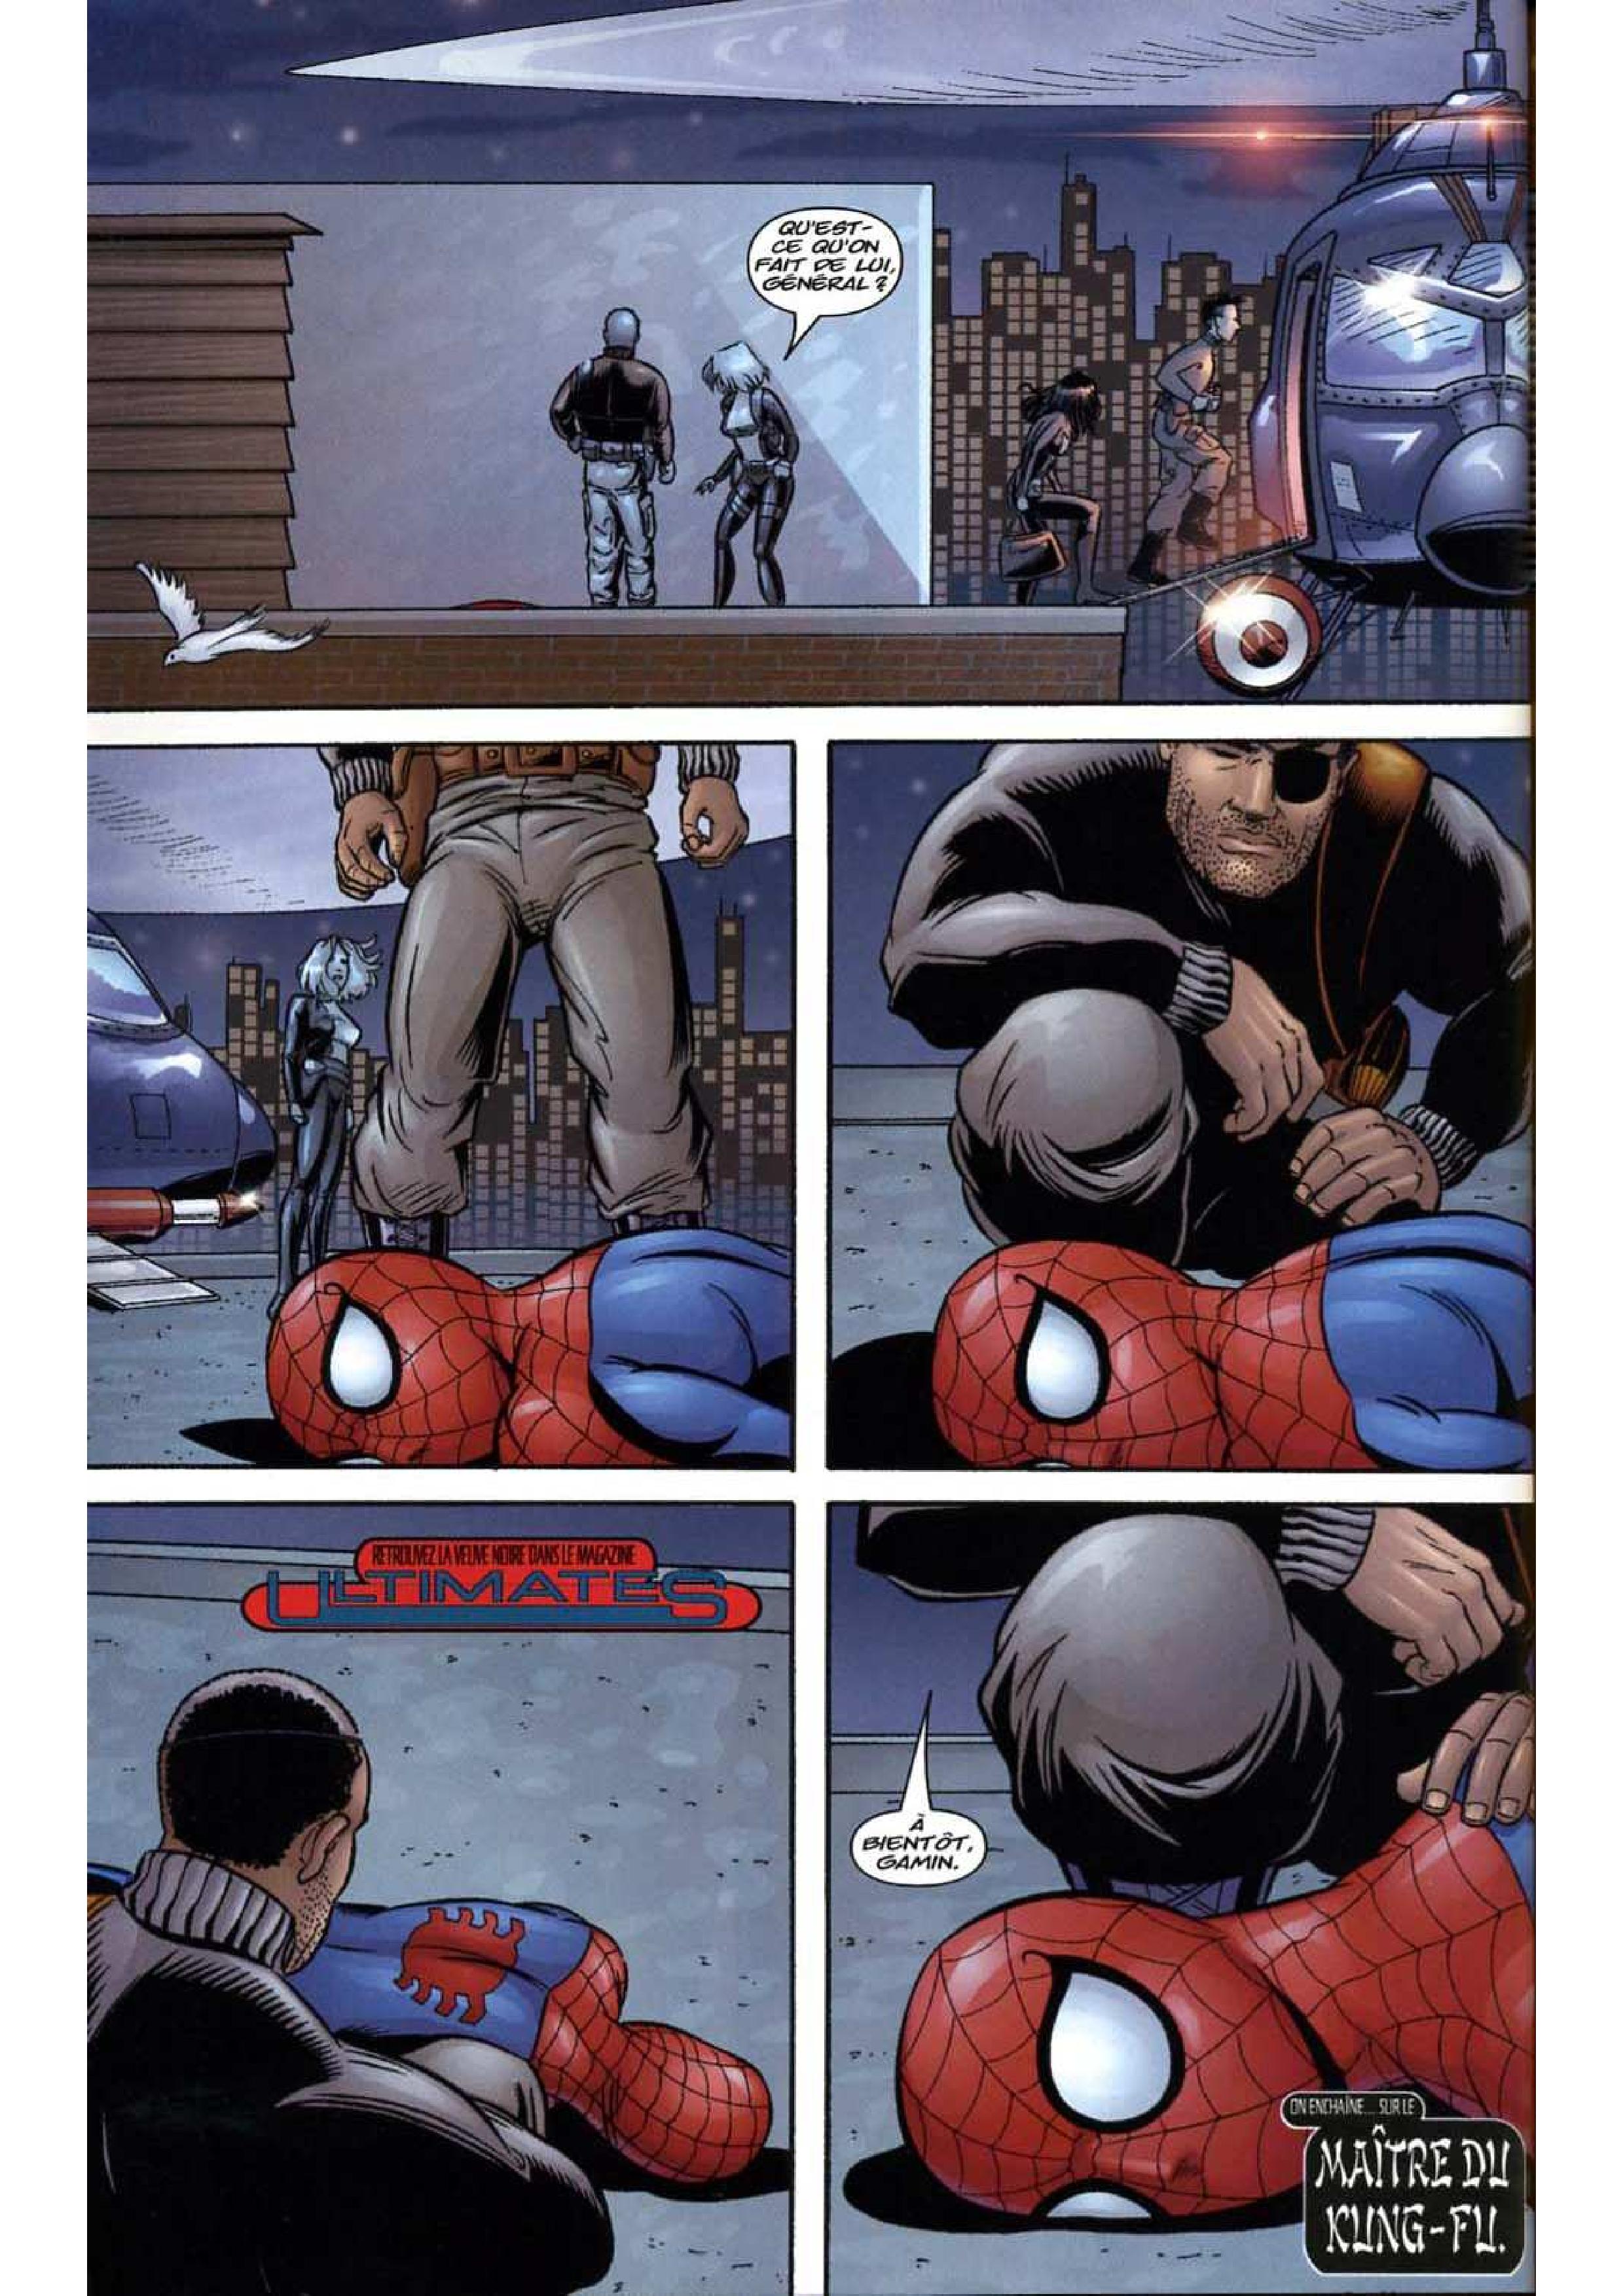 QU'EST-
CE QU'ON
FAIT DE LUI,
GÉNÉRAL ?
RETROUVEZ LA VEUVE NOIRE DANS LE MAGAZINE
ULTIMATES
À
BIENTÔT,
GAMIN.
ON ENCHAÎNE... SUR LE
MAÎTRE DU
KUNG-FU.